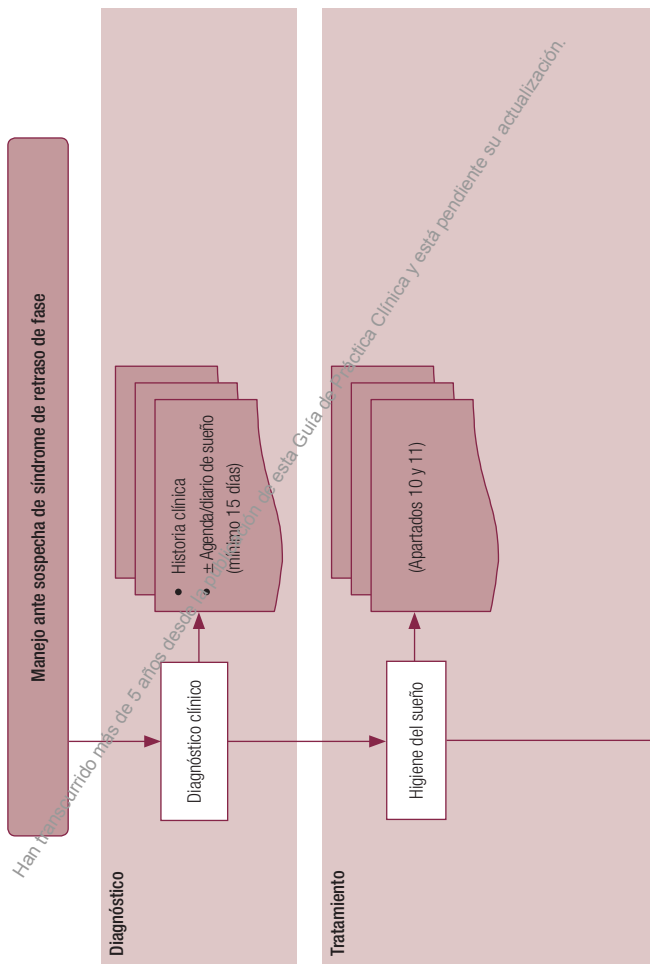 Manejo ante sospecha de síndrome de retraso de fase
Diagnóstico
Diagnóstico clínico
• Historia clínica
• ± Agenda/diario de sueño
(mínimo 15 días)
Tratamiento
Higiene del sueño
(Apartados 10 y 11)
Han transcurrido más de 5 años desde la publicación de esta Guía de Práctica Clínica y está pendiente su actualización.